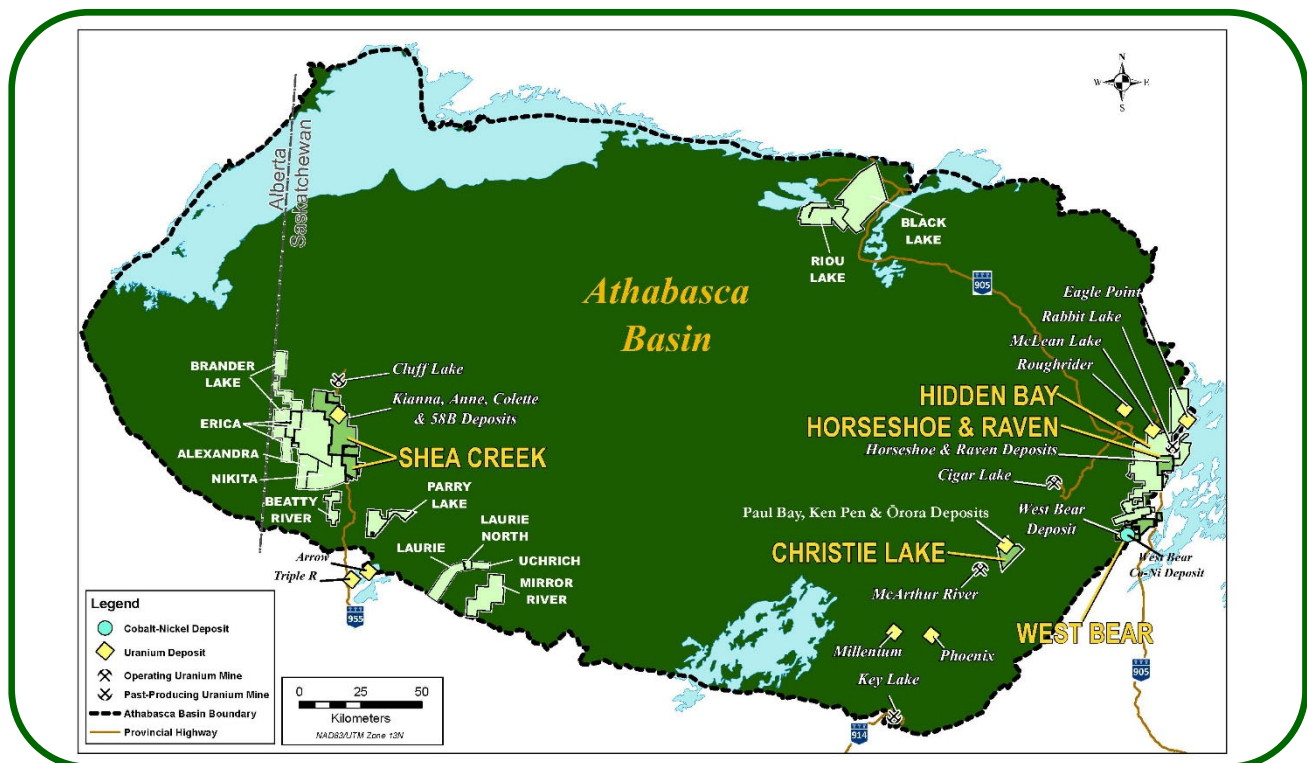 N
W
E
S
Alberta
Saskatchewan
BLACK
LAKE
RIOU
LAKE
Athabasca
Basin
905
Eagle Point
Rabbit Lake
McLean Lake
Roughrider
HIDDEN BAY
HORSESHOE & RAVEN
Horseshoe & Raven Deposits
Cigar Lake
West Bear
Deposit
West Bear
Co-Ni Deposit
BRANDER
LAKE
Cluff Lake
Kianna, Anne, Colette
& 58B Deposits
ERICA
SHEA CREEK
ALEXANDRA
NIKITA
BEATTY
RIVER
PARRY
LAKE
LAURIE
NORTH
LAURIE
UCHRICH
MIRROR
RIVER
Arrow
Triple R
955
Paul Bay, Ken Pen & Ōrora Deposits
CHRISTIE LAKE
McArthur River
WEST BEAR
Millenium
Phoenix
Key Lake
914
905
Legend
Cobalt-Nickel Deposit
Uranium Deposit
Operating Uranium Mine
Past-Producing Uranium Mine
Athabasca Basin Boundary
Provincial Highway
0 25 50
Kilometers
NAD83/UTM Zone 13N